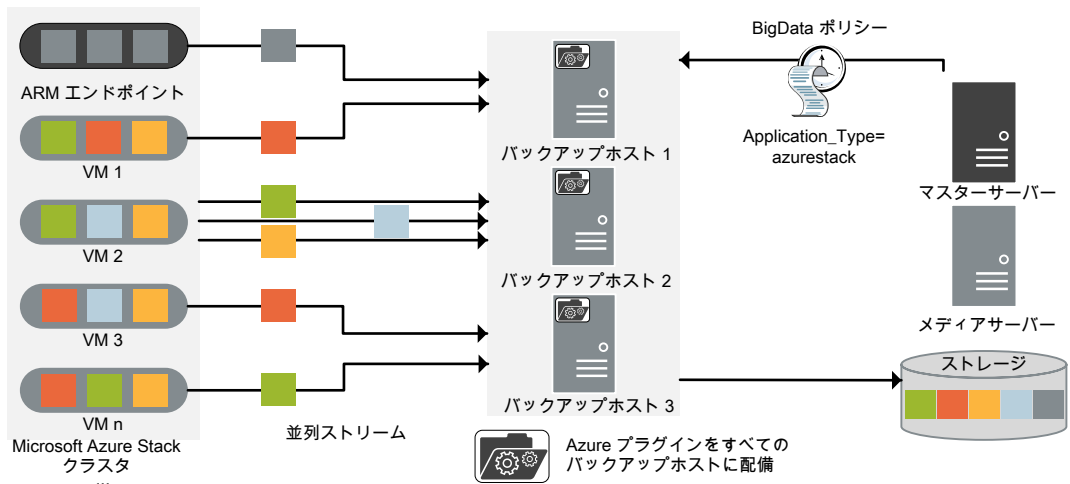 ARM エンドポイント
VM 1
VM 2
VM 3
VM n
Microsoft Azure Stack
クラスタ
...
並列ストリーム
バックアップホスト 1
バックアップホスト 2
バックアップホスト 3
Azure プラグインをすべての
バックアップホストに配備
BigData ポリシー
Application_Type=
azurestack
マスターサーバー
メディアサーバー
ストレージ